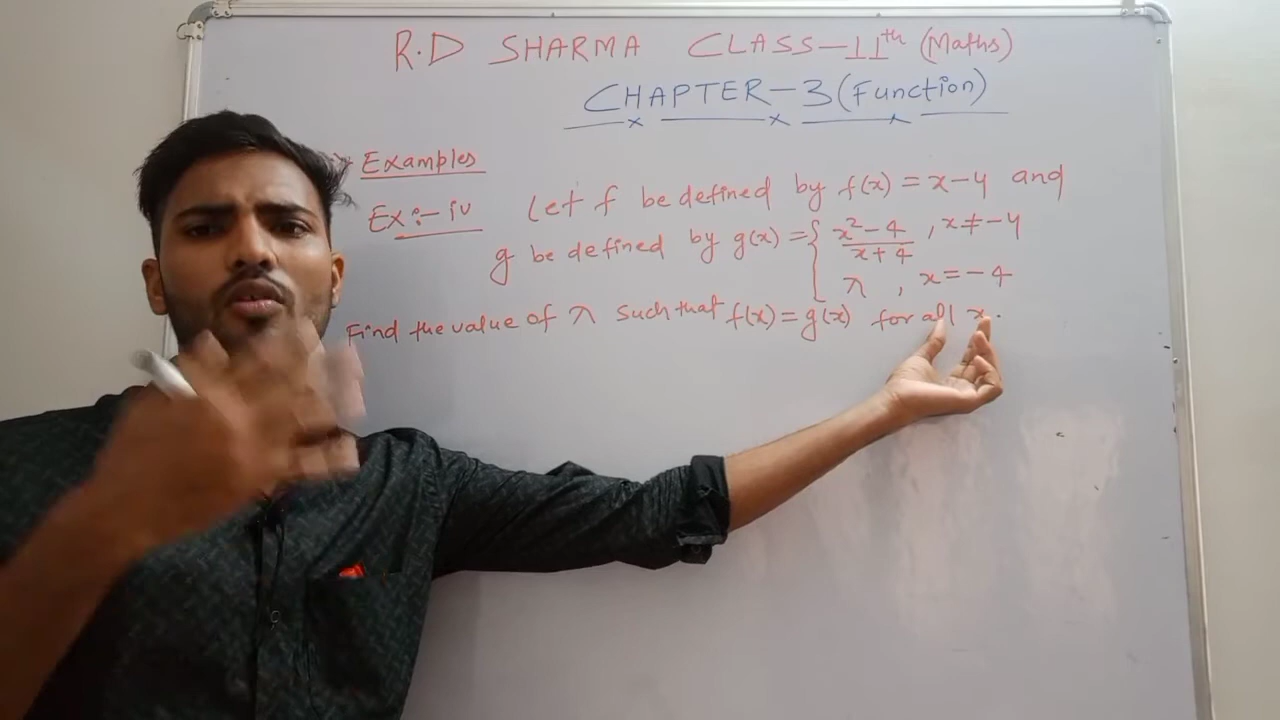 R.D SHARMA CLASS-11th (Maths)
CHAPTER-3 (Function)
Examples
Ex:- iv Let f be defined by f(x) = x-4 and
g be defined by g(x) = { x²-4 / x+4 , x≠-4
λ , x=-4
Find the value of λ such that f(x) = g(x) for all x.